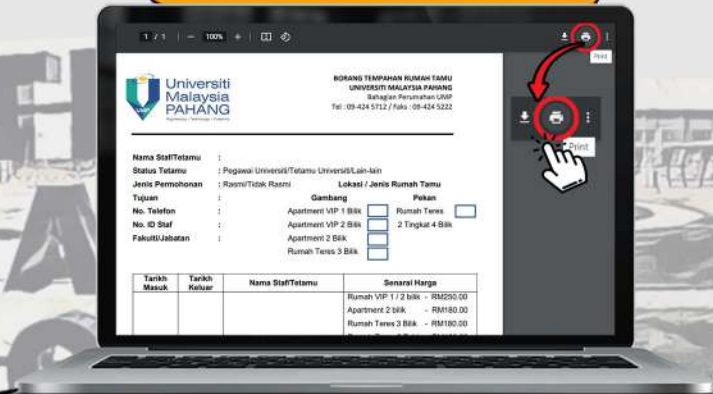 1 / 1 | − 100% +
Print
Universiti
Malaysia
PAHANG
UMP
BORANG TEMPAHAN RUMAH TAMU
UNIVERSITI MALAYSIA PAHANG
Bahagian Perumahan UMP
Tel : 09-424 5712 / Faks : 09-424 5222
Print
Nama Staf/Tetamu :
Status Tetamu : Pegawai Universiti/Tetamu Universiti/Lain-lain
Jenis Permohonan : Rasmi/Tidak Rasmi Lokasi / Jenis Rumah Tamu
Tujuan : Gambang Pekan
No. Telefon : Apartment VIP 1 Bilik Rumah Teres
No. ID Staf : Apartment VIP 2 Bilik 2 Tingkat 4 Bilik
Fakulti/Jabatan : Apartment 2 Bilik
Rumah Teres 3 Bilik
Tarikh Masuk Tarikh Keluar Nama Staf/Tetamu Senarai Harga
Rumah VIP 1 / 2 bilik - RM250.00
Apartment 2 bilik - RM180.00
Rumah Teres 3 Bilik - RM180.00